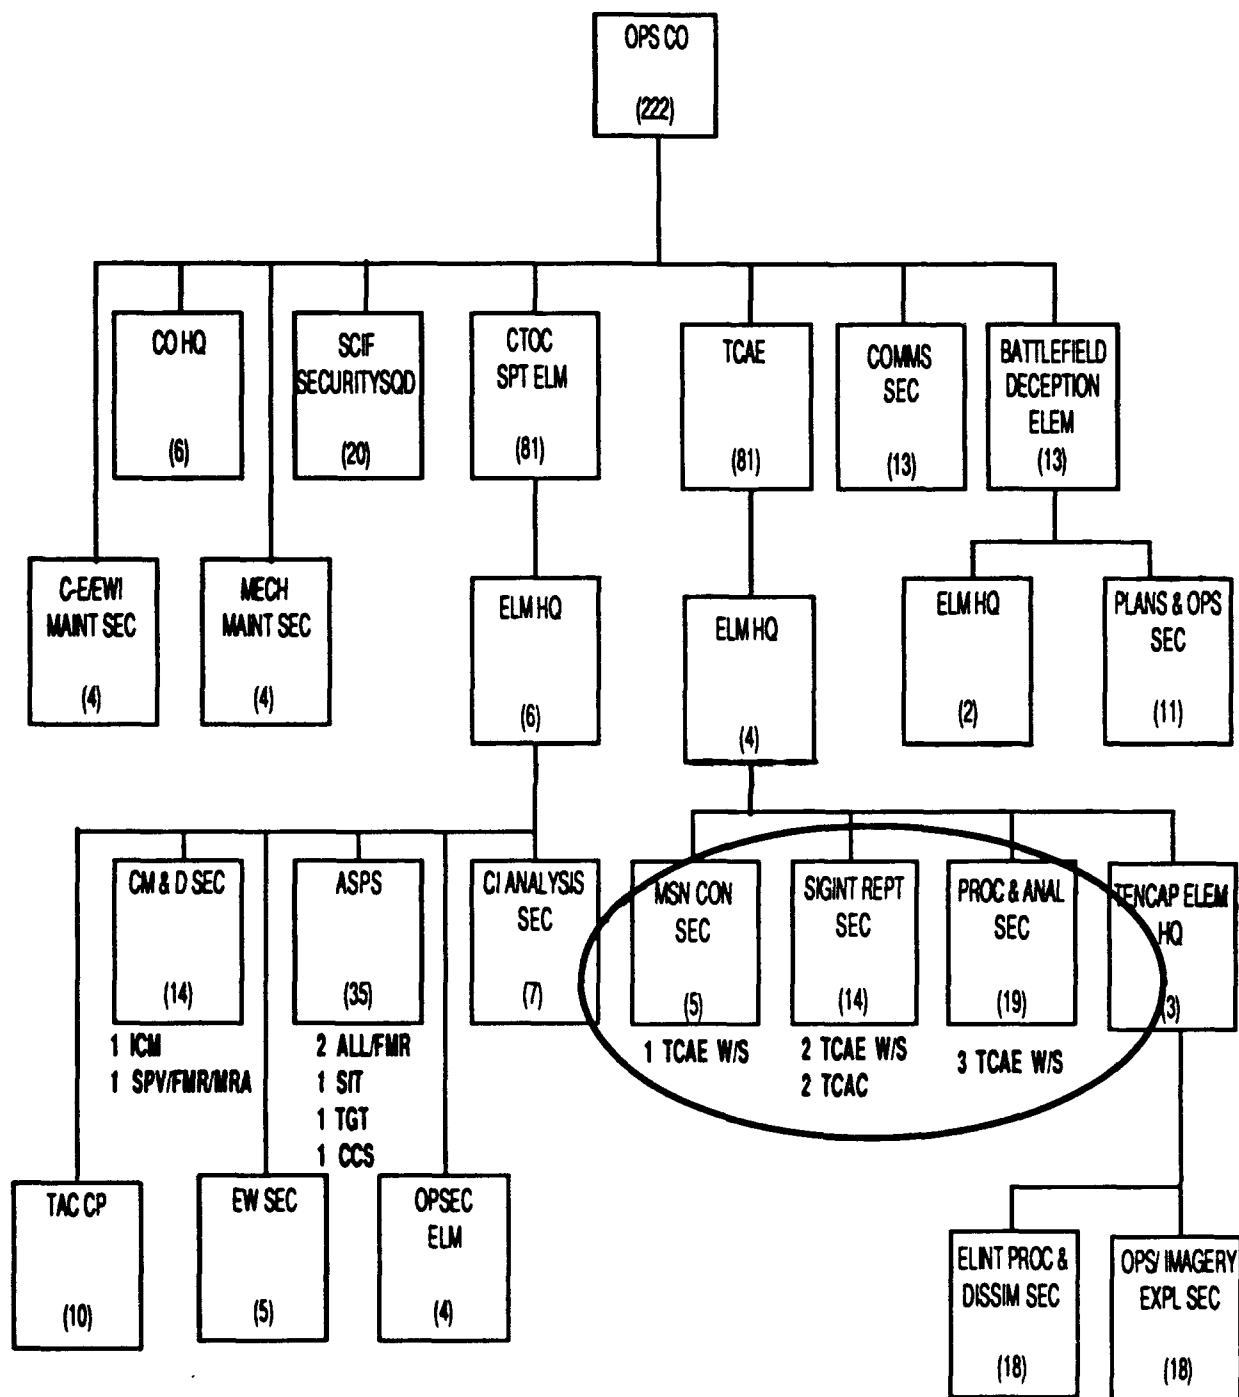 OPS CO
(222)
CO HQ
(6)
SCIF
SECURITYSQD
(20)
CTOC
SPT ELM
(81)
TCAE
(81)
COMMS
SEC
(13)
BATTLEFIELD
DECEPTION
ELEM
(13)
C-E/EWI
MAINT SEC
(4)
MECH
MAINT SEC
(4)
ELM HQ
(6)
ELM HQ
(4)
ELM HQ
(2)
PLANS & OPS
SEC
(11)
CM & D SEC
(14)
1 ICM
1 SPV/FMR/MRA
ASPS
(35)
2 ALL/FMR
1 SIT
1 TGT
1 CCS
CI ANALYSIS
SEC
(7)
MSN CON
SEC
(5)
1 TCAE W/S
SIGINT REPT
SEC
(14)
2 TCAE W/S
2 TCAC
PROC & ANAL
SEC
(19)
3 TCAE W/S
TENCAP ELEM
HQ
(3)
TAC CP
(10)
EW SEC
(5)
OPSEC
ELM
(4)
ELINT PROC &
DISSIM SEC
(18)
OPS/ IMAGERY
EXPL SEC
(18)